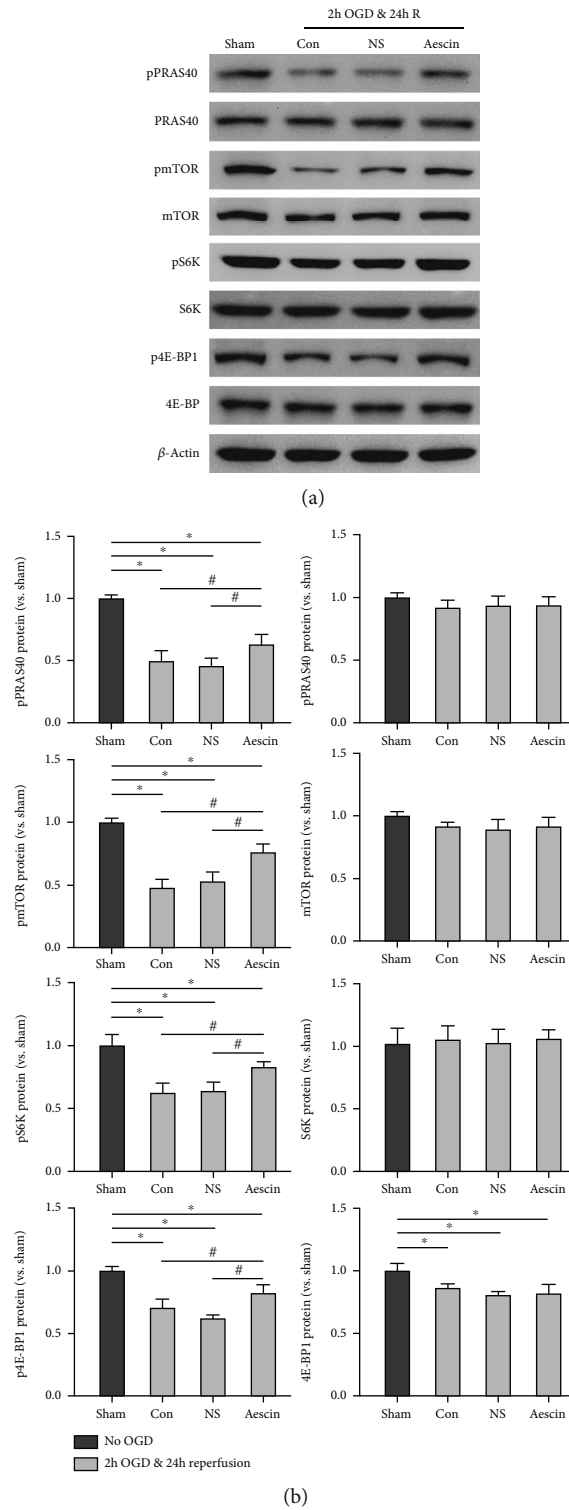 2h OGD & 24h R
Sham Con NS Aescin
pPRAS40
PRAS40
pmTOR
mTOR
pS6K
S6K
p4E-BP1
4E-BP
β-Actin
(a)
pPRAS40 protein (vs. sham)
1.5
1.0
0.5
0.0
* * * # #
Sham Con NS Aescin
pPRAS40 protein (vs. sham)
1.5
1.0
0.5
0.0
Sham Con NS Aescin
pmTOR protein (vs. sham)
1.5
1.0
0.5
0.0
* * * # #
Sham Con NS Aescin
mTOR protein (vs. sham)
1.5
1.0
0.5
0.0
Sham Con NS Aescin
pS6K protein (vs. sham)
1.5
1.0
0.5
0.0
* * * # #
Sham Con NS Aescin
S6K protein (vs. sham)
1.5
1.0
0.5
0.0
Sham Con NS Aescin
p4E-BP1 protein (vs. sham)
1.5
1.0
0.5
0.0
* * * # #
Sham Con NS Aescin
4E-BP1 protein (vs. sham)
1.5
1.0
0.5
0.0
* * *
Sham Con NS Aescin
No OGD
2h OGD & 24h reperfusion
(b)